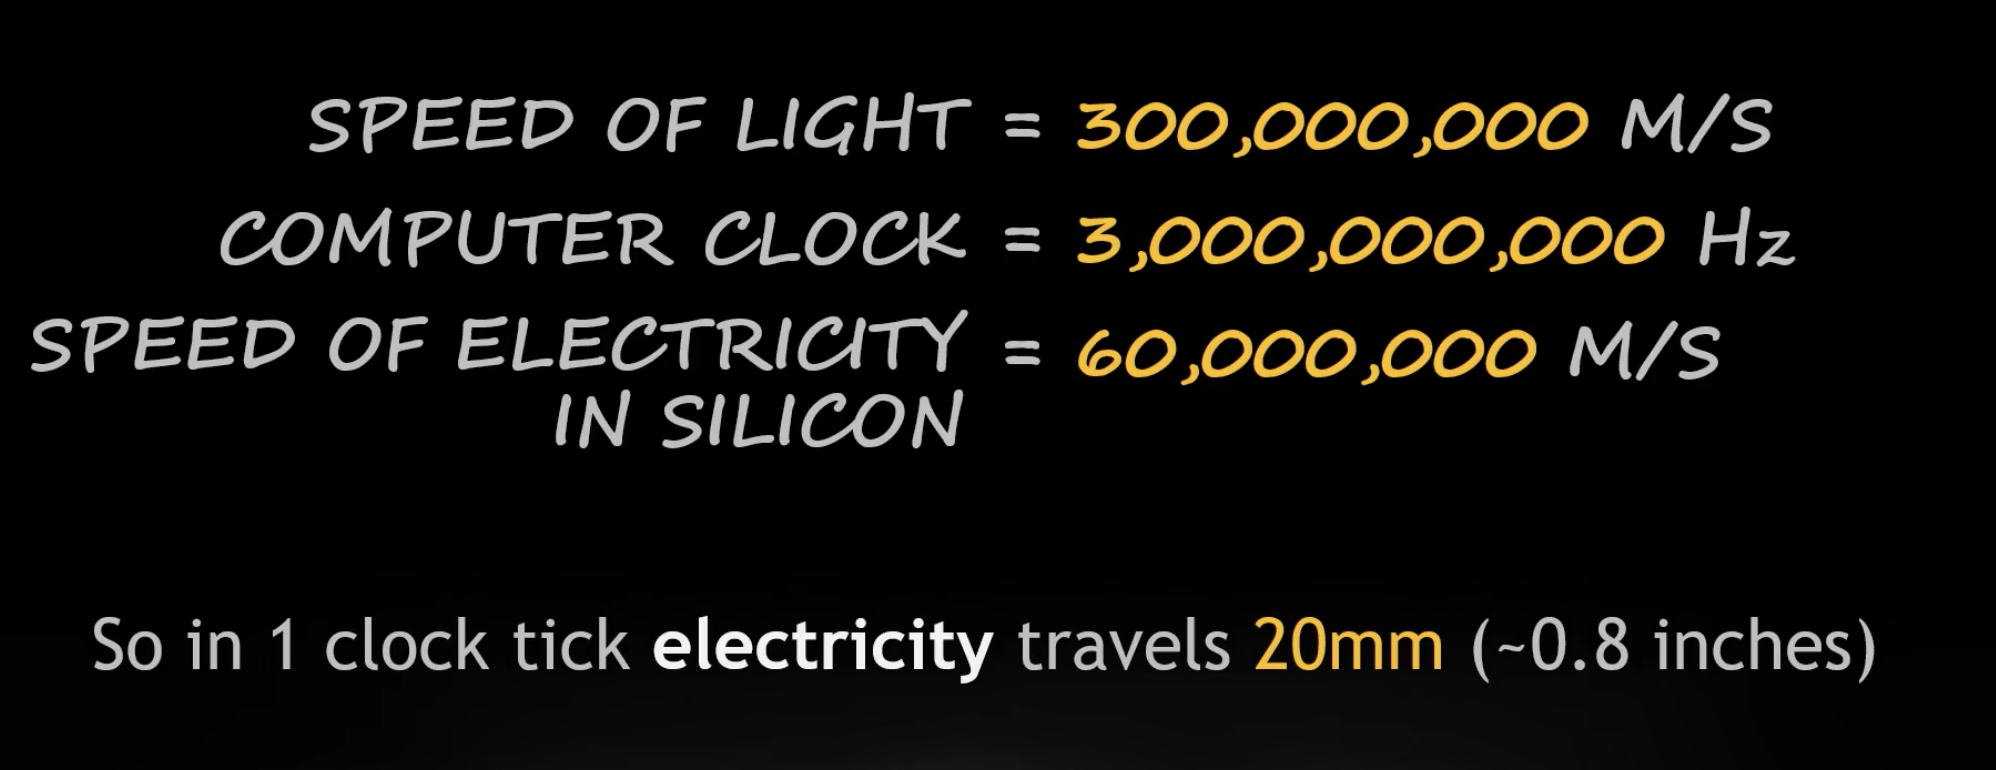 SPEED OF LIGHT = 300,000,000 M/S
COMPUTER CLOCK = 3,000,000,000 Hz
SPEED OF ELECTRICITY = 60,000,000 M/S
IN SILICON
So in 1 clock tick electricity travels 20mm (~0.8 inches)